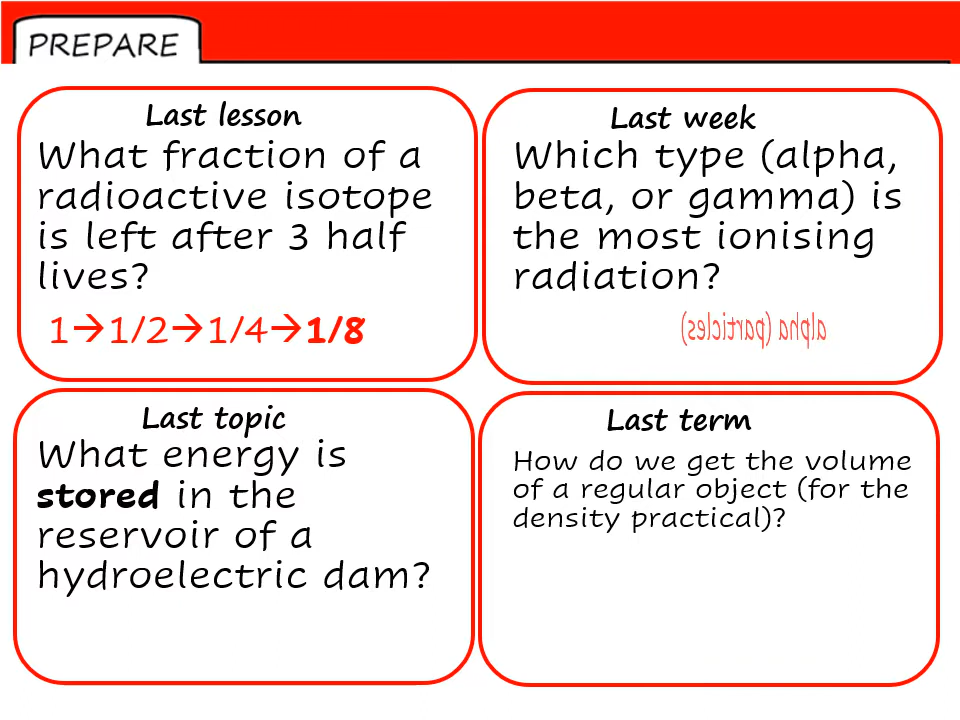 PREPARE
Last lesson
What fraction of a
radioactive isotope
is left after 3 half
lives?
1→1/2→1/4→1/8
Last week
Which type (alpha,
beta, or gamma) is
the most ionising
radiation?
alpha (particles)
Last topic
What energy is
stored in the
reservoir of a
hydroelectric dam?
Last term
How do we get the volume
of a regular object (for the
density practical)?